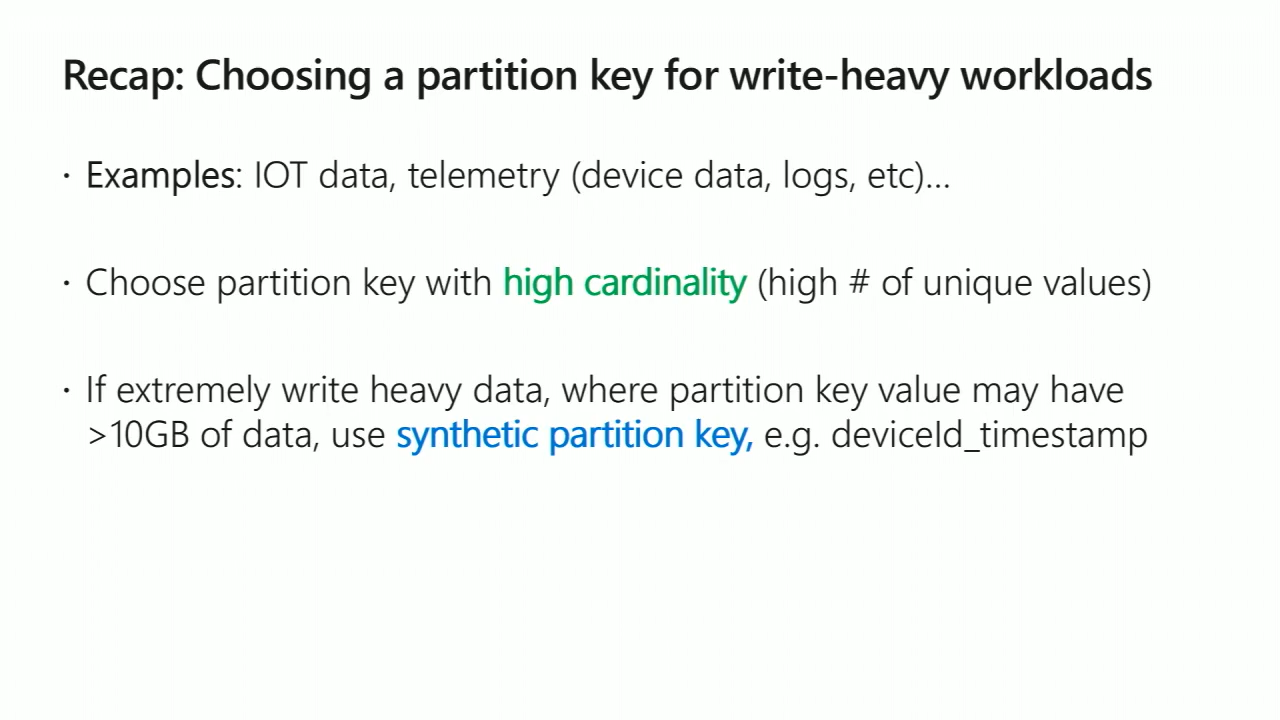 Recap: Choosing a partition key for write-heavy workloads
· Examples: IOT data, telemetry (device data, logs, etc)...
· Choose partition key with high cardinality (high # of unique values)
· If extremely write heavy data, where partition key value may have
>10GB of data, use synthetic partition key, e.g. deviceId_timestamp